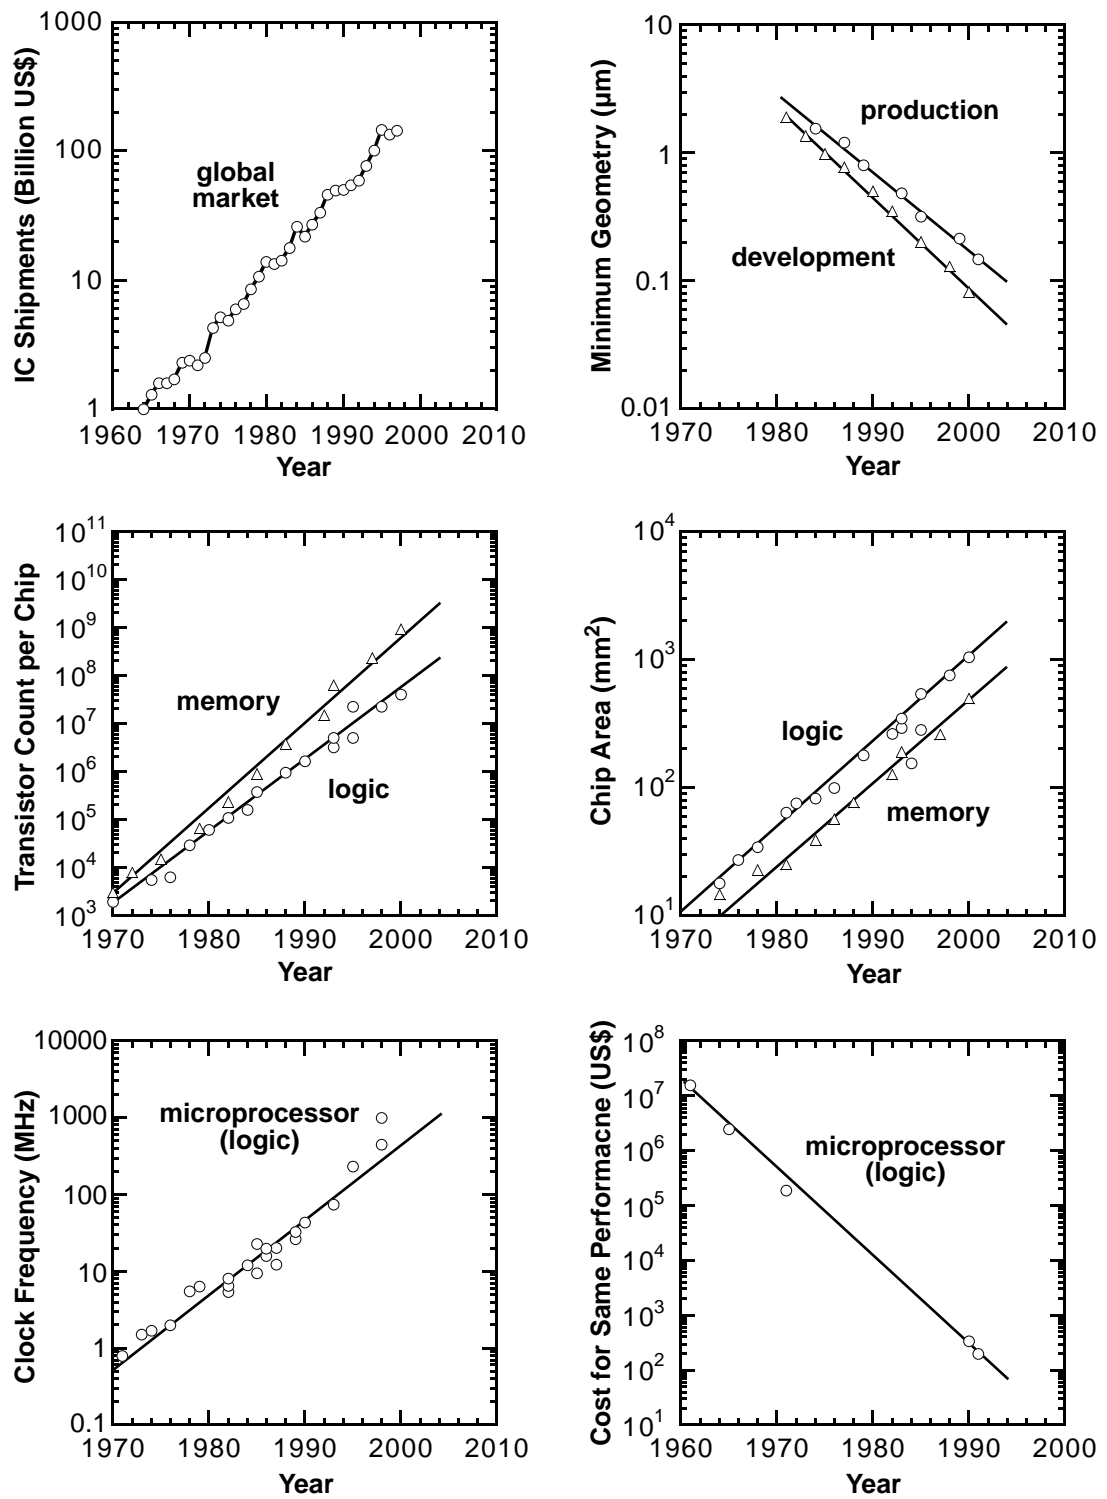 IC Shipments (Billion US$)
1000
100
10
1
global
market
1960 1970 1980 1990 2000 2010
Year
Minimum Geometry (µm)
10
1
0.1
0.01
production
development
1970 1980 1990 2000 2010
Year
Transistor Count per Chip
10^11
10^10
10^9
10^8
10^7
10^6
10^5
10^4
10^3
memory
logic
1970 1980 1990 2000 2010
Year
Chip Area (mm²)
10^4
10^3
10^2
10^1
logic
memory
1970 1980 1990 2000 2010
Year
Clock Frequency (MHz)
10000
1000
100
10
1
0.1
microprocessor
(logic)
1970 1980 1990 2000 2010
Year
Cost for Same Performacne (US$)
10^8
10^7
10^6
10^5
10^4
10^3
10^2
10^1
microprocessor
(logic)
1960 1970 1980 1990 2000
Year